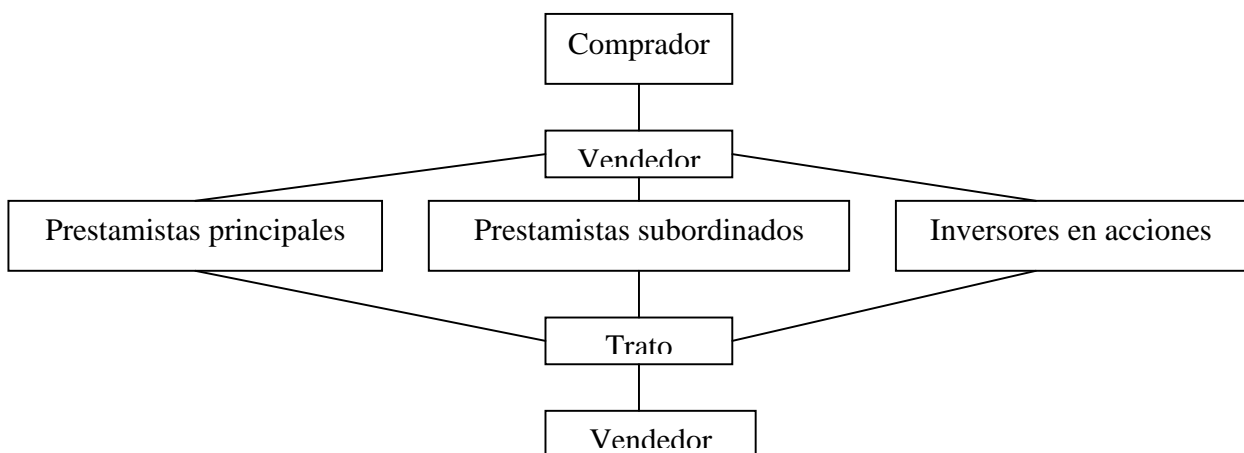 Comprador
Vendedor
Prestamistas principales
Prestamistas subordinados
Inversores en acciones
Trato
Vendedor